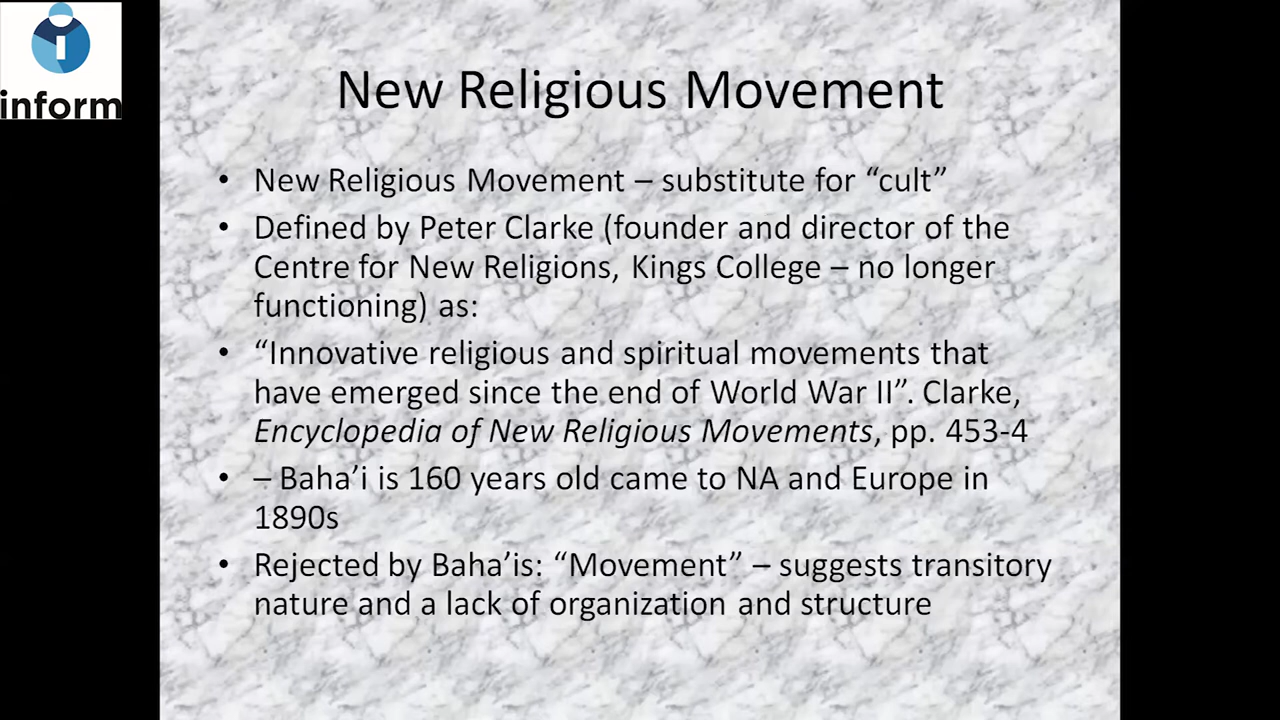 i
inform
New Religious Movement
• New Religious Movement – substitute for “cult”
• Defined by Peter Clarke (founder and director of the
Centre for New Religions, Kings College – no longer
functioning) as:
• “Innovative religious and spiritual movements that
have emerged since the end of World War II”. Clarke,
Encyclopedia of New Religious Movements, pp. 453-4
• – Baha’i is 160 years old came to NA and Europe in
1890s
• Rejected by Baha’is: “Movement” – suggests transitory
nature and a lack of organization and structure